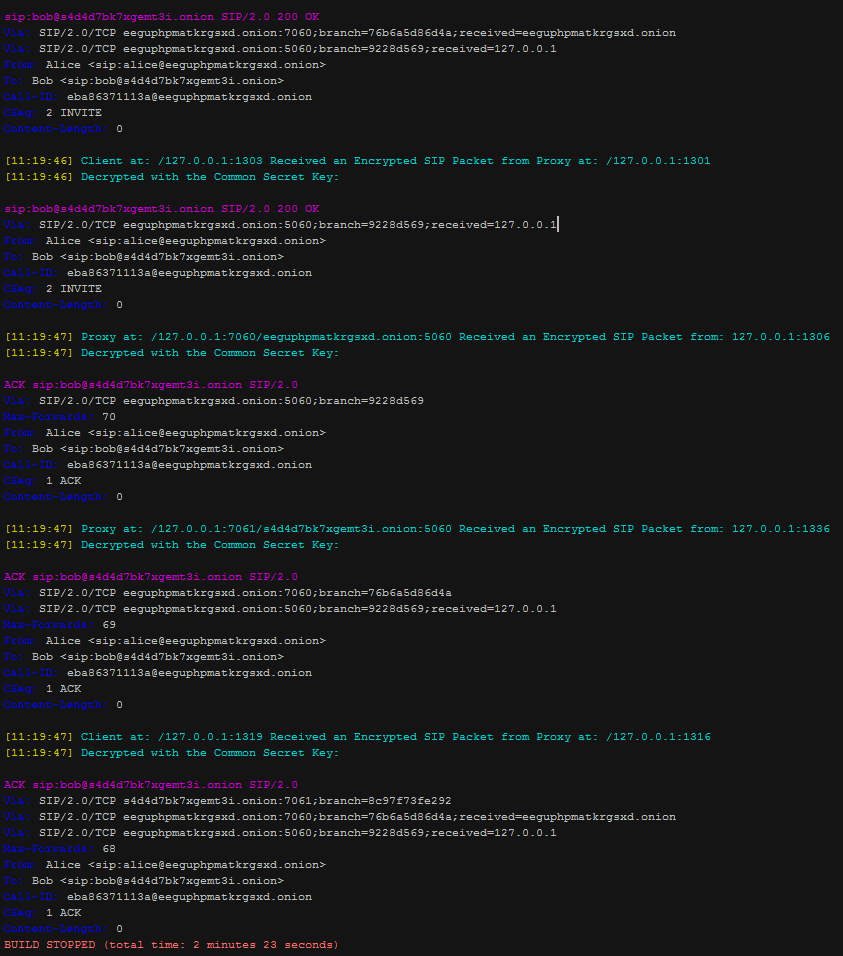 sip:bob@s4d4d7bk7xgemt3i.onion SIP/2.0 200 OK
Via: SIP/2.0/TCP eeguphpmatkrgsxd.onion:7060;branch=76b6a5d86d4a;received=eeguphpmatkrgsxd.onion
Via: SIP/2.0/TCP eeguphpmatkrgsxd.onion:5060;branch=9228d569;received=127.0.0.1
From: Alice <sip:alice@eeguphpmatkrgsxd.onion>
To: Bob <sip:bob@s4d4d7bk7xgemt3i.onion>
Call-ID: eba86371113a@eeguphpmatkrgsxd.onion
CSeq: 2 INVITE
Content-Length: 0
[11:19:46] Client at: /127.0.0.1:1303 Received an Encrypted SIP Packet from Proxy at: /127.0.0.1:1301
[11:19:46] Decrypted with the Common Secret Key:
sip:bob@s4d4d7bk7xgemt3i.onion SIP/2.0 200 OK
Via: SIP/2.0/TCP eeguphpmatkrgsxd.onion:5060;branch=9228d569;received=127.0.0.1
From: Alice <sip:alice@eeguphpmatkrgsxd.onion>
To: Bob <sip:bob@s4d4d7bk7xgemt3i.onion>
Call-ID: eba86371113a@eeguphpmatkrgsxd.onion
CSeq: 2 INVITE
Content-Length: 0
[11:19:47] Proxy at: /127.0.0.1:7060/eeguphpmatkrgsxd.onion:5060 Received an Encrypted SIP Packet from: 127.0.0.1:1306
[11:19:47] Decrypted with the Common Secret Key:
ACK sip:bob@s4d4d7bk7xgemt3i.onion SIP/2.0
Via: SIP/2.0/TCP eeguphpmatkrgsxd.onion:5060;branch=9228d569
Max-Forwards: 70
From: Alice <sip:alice@eeguphpmatkrgsxd.onion>
To: Bob <sip:bob@s4d4d7bk7xgemt3i.onion>
Call-ID: eba86371113a@eeguphpmatkrgsxd.onion
CSeq: 1 ACK
Content-Length: 0
[11:19:47] Proxy at: /127.0.0.1:7061/s4d4d7bk7xgemt3i.onion:5060 Received an Encrypted SIP Packet from: 127.0.0.1:1336
[11:19:47] Decrypted with the Common Secret Key:
ACK sip:bob@s4d4d7bk7xgemt3i.onion SIP/2.0
Via: SIP/2.0/TCP eeguphpmatkrgsxd.onion:7060;branch=76b6a5d86d4a
Via: SIP/2.0/TCP eeguphpmatkrgsxd.onion:5060;branch=9228d569;received=127.0.0.1
Max-Forwards: 69
From: Alice <sip:alice@eeguphpmatkrgsxd.onion>
To: Bob <sip:bob@s4d4d7bk7xgemt3i.onion>
Call-ID: eba86371113a@eeguphpmatkrgsxd.onion
CSeq: 1 ACK
Content-Length: 0
[11:19:47] Client at: /127.0.0.1:1319 Received an Encrypted SIP Packet from Proxy at: /127.0.0.1:1316
[11:19:47] Decrypted with the Common Secret Key:
ACK sip:bob@s4d4d7bk7xgemt3i.onion SIP/2.0
Via: SIP/2.0/TCP s4d4d7bk7xgemt3i.onion:7061;branch=8c97f73fe292
Via: SIP/2.0/TCP eeguphpmatkrgsxd.onion:7060;branch=76b6a5d86d4a;received=eeguphpmatkrgsxd.onion
Via: SIP/2.0/TCP eeguphpmatkrgsxd.onion:5060;branch=9228d569;received=127.0.0.1
Max-Forwards: 68
From: Alice <sip:alice@eeguphpmatkrgsxd.onion>
To: Bob <sip:bob@s4d4d7bk7xgemt3i.onion>
Call-ID: eba86371113a@eeguphpmatkrgsxd.onion
CSeq: 1 ACK
Content-Length: 0
BUILD STOPPED (total time: 2 minutes 23 seconds)